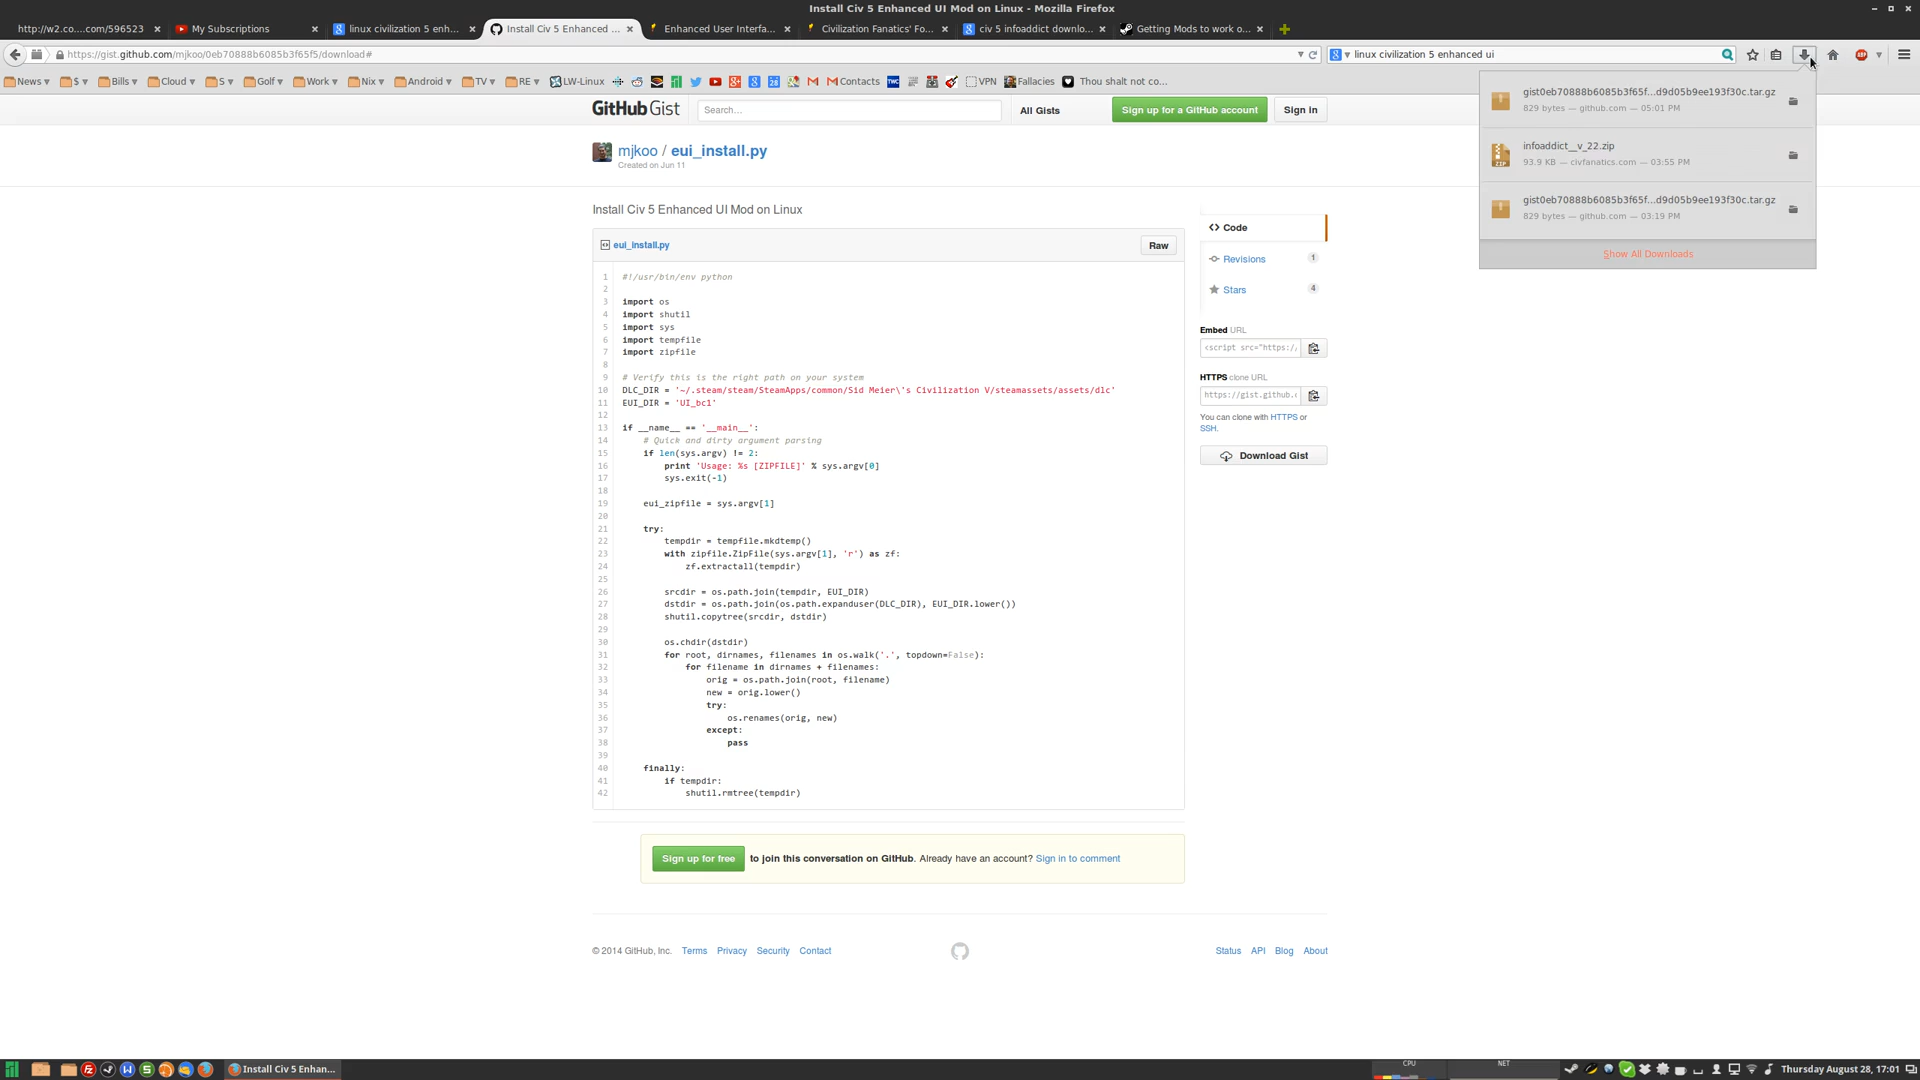 Install Civ 5 Enhanced UI Mod on Linux - Mozilla Firefox
http://w2.co....com/596523
My Subscriptions
linux civilization 5 enh...
Install Civ 5 Enhanced ...
Enhanced User Interfa...
Civilization Fanatics' Fo...
civ 5 infoaddict downlo...
Getting Mods to work o...
https://gist.github.com/mjkoo/0eb70888b6085b3f65f5/download#
linux civilization 5 enhanced ui
News
$
Bills
Cloud
S
Golf
Work
Nix
Android
TV
RE
LW-Linux
Contacts
VPN
Fallacies
Thou shalt not co...
GitHub Gist
Search...
All Gists
Sign up for a GitHub account
Sign in
gist0eb70888b6085b3f65f...d9d05b9ee193f30c.tar.gz
829 bytes — github.com — 05:01 PM
infoaddict__v_22.zip
93.9 KB — civfanatics.com — 03:55 PM
gist0eb70888b6085b3f65f...d9d05b9ee193f30c.tar.gz
829 bytes — github.com — 03:19 PM
Show All Downloads
mjkoo / eui_install.py
Created on Jun 11
Install Civ 5 Enhanced UI Mod on Linux
eui_install.py
Raw
1 #!/usr/bin/env python
2
3 import os
4 import shutil
5 import sys
6 import tempfile
7 import zipfile
8
9 # Verify this is the right path on your system
10 DLC_DIR = '~/.steam/steam/SteamApps/common/Sid Meier\'s Civilization V/steamassets/assets/dlc'
11 EUI_DIR = 'UI_bc1'
12
13 if __name__ == '__main__':
14 # Quick and dirty argument parsing
15 if len(sys.argv) != 2:
16 print 'Usage: %s [ZIPFILE]' % sys.argv[0]
17 sys.exit(-1)
18
19 eui_zipfile = sys.argv[1]
20
21 try:
22 tempdir = tempfile.mkdtemp()
23 with zipfile.ZipFile(sys.argv[1], 'r') as zf:
24 zf.extractall(tempdir)
25
26 srcdir = os.path.join(tempdir, EUI_DIR)
27 dstdir = os.path.join(os.path.expanduser(DLC_DIR), EUI_DIR.lower())
28 shutil.copytree(srcdir, dstdir)
29
30 os.chdir(dstdir)
31 for root, dirnames, filenames in os.walk('.', topdown=False):
32 for filename in dirnames + filenames:
33 orig = os.path.join(root, filename)
34 new = orig.lower()
35 try:
36 os.renames(orig, new)
37 except:
38 pass
39
40 finally:
41 if tempdir:
42 shutil.rmtree(tempdir)
Code
Revisions 1
Stars 4
Embed URL
<script src="https:/
HTTPS clone URL
https://gist.github.c
You can clone with HTTPS or
SSH.
Download Gist
Sign up for free to join this conversation on GitHub. Already have an account? Sign in to comment
© 2014 GitHub, Inc. Terms Privacy Security Contact
Status API Blog About
Install Civ 5 Enhan...
CPU
NET
Thursday August 28, 17:01